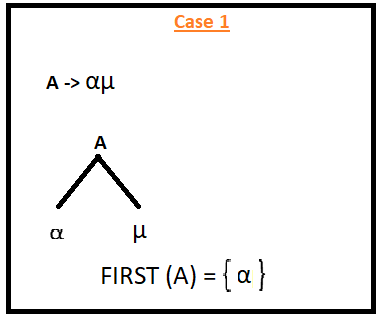 Case 1
A -> αμ
A
α μ
FIRST (A) = { α }